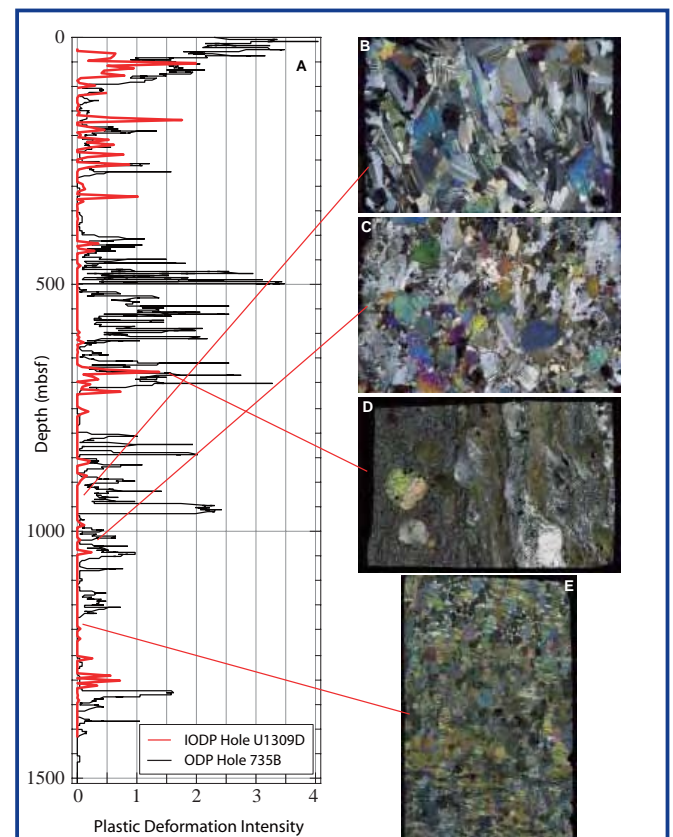 A
B
C
D
E
0
500
1000
1500
Depth (mbsf)
IODP Hole U1309D
ODP Hole 735B
0 1 2 3 4
Plastic Deformation Intensity